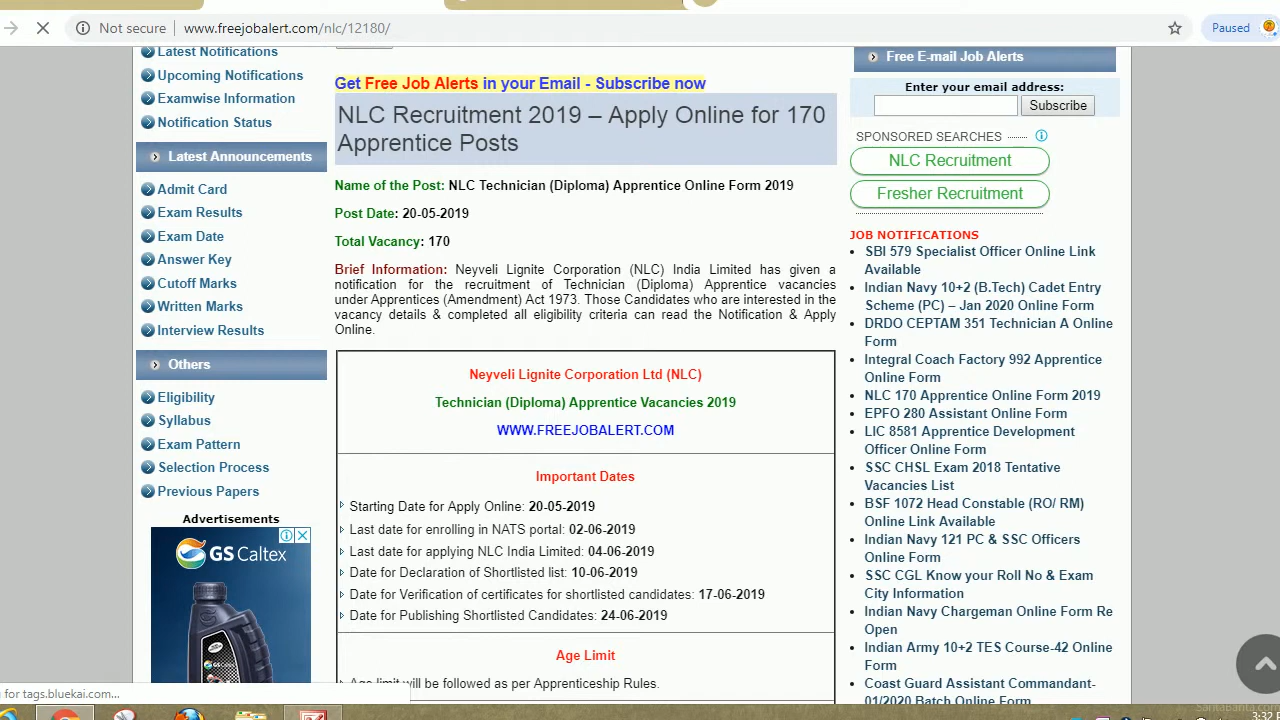 Not secure | www.freejobalert.com/nlc/12180/
Paused
Latest Notifications
Upcoming Notifications
Examwise Information
Notification Status
Latest Announcements
Admit Card
Exam Results
Exam Date
Answer Key
Cutoff Marks
Written Marks
Interview Results
Others
Eligibility
Syllabus
Exam Pattern
Selection Process
Previous Papers
Advertisements
GS CALTEX
Get Free Job Alerts in your Email - Subscribe now
NLC Recruitment 2019 – Apply Online for 170
Apprentice Posts
Name of the Post: NLC Technician (Diploma) Apprentice Online Form 2019
Post Date: 20-05-2019
Total Vacancy: 170
Brief Information: Neyveli Lignite Corporation (NLC) India Limited has given a
notification for the recruitment of Technician (Diploma) Apprentice vacancies
under Apprentices (Amendment) Act 1973. Those Candidates who are interested in the
vacancy details & completed all eligibility criteria can read the Notification & Apply
Online.
Neyveli Lignite Corporation Ltd (NLC)
Technician (Diploma) Apprentice Vacancies 2019
WWW.FREEJOBALERT.COM
Important Dates
Starting Date for Apply Online: 20-05-2019
Last date for enrolling in NATS portal: 02-06-2019
Last date for applying NLC India Limited: 04-06-2019
Date for Declaration of Shortlisted list: 10-06-2019
Date for Verification of certificates for shortlisted candidates: 17-06-2019
Date for Publishing Shortlisted Candidates: 24-06-2019
Age Limit
Age limit will be followed as per Apprenticeship Rules.
Free E-mail Job Alerts
Enter your email address:
Subscribe
SPONSORED SEARCHES
NLC Recruitment
Fresher Recruitment
JOB NOTIFICATIONS
SBI 579 Specialist Officer Online Link
Available
Indian Navy 10+2 (B.Tech) Cadet Entry
Scheme (PC) – Jan 2020 Online Form
DRDO CEPTAM 351 Technician A Online
Form
Integral Coach Factory 992 Apprentice
Online Form
NLC 170 Apprentice Online Form 2019
EPFO 280 Assistant Online Form
LIC 8581 Apprentice Development
Officer Online Form
SSC CHSL Exam 2018 Tentative
Vacancies List
BSF 1072 Head Constable (RO/ RM)
Online Link Available
Indian Navy 121 PC & SSC Officers
Online Form
SSC CGL Know your Roll No & Exam
City Information
Indian Navy Chargeman Online Form Re
Open
Indian Army 10+2 TES Course-42 Online
Form
Coast Guard Assistant Commandant-
01/2020 Batch Online Form
g for tags.bluekai.com...
SantaBanta.com
3:32